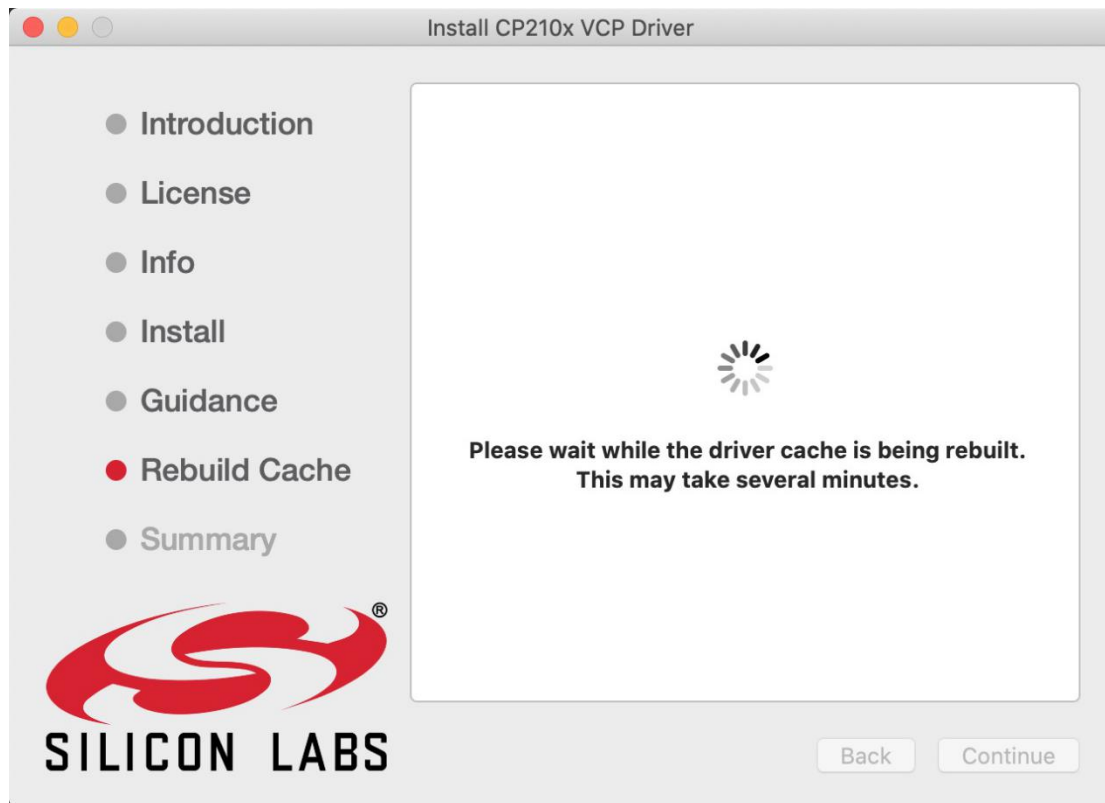 Install CP210x VCP Driver
Introduction
License
Info
Install
Guidance
Rebuild Cache
Summary
Please wait while the driver cache is being rebuilt.
This may take several minutes.
®
SILICON LABS
Back
Continue